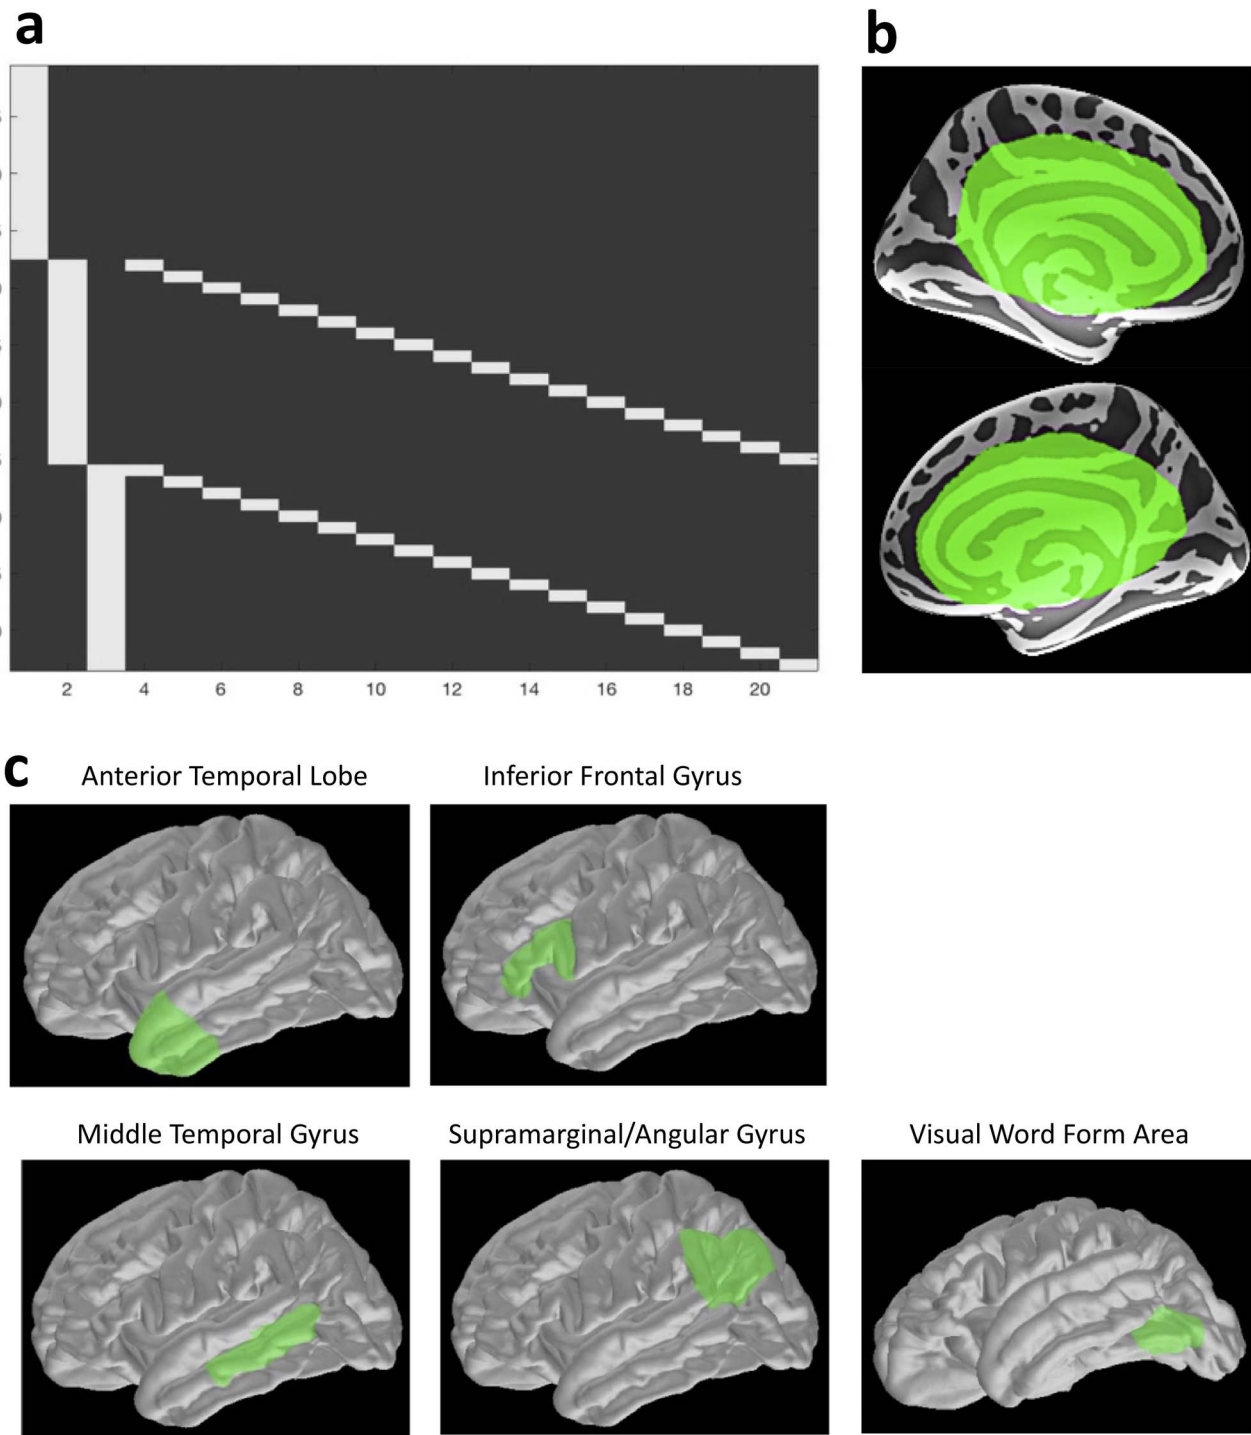 a
b
2 4 6 8 10 12 14 16 18 20
c
Anterior Temporal Lobe Inferior Frontal Gyrus
Middle Temporal Gyrus Supramarginal/Angular Gyrus Visual Word Form Area